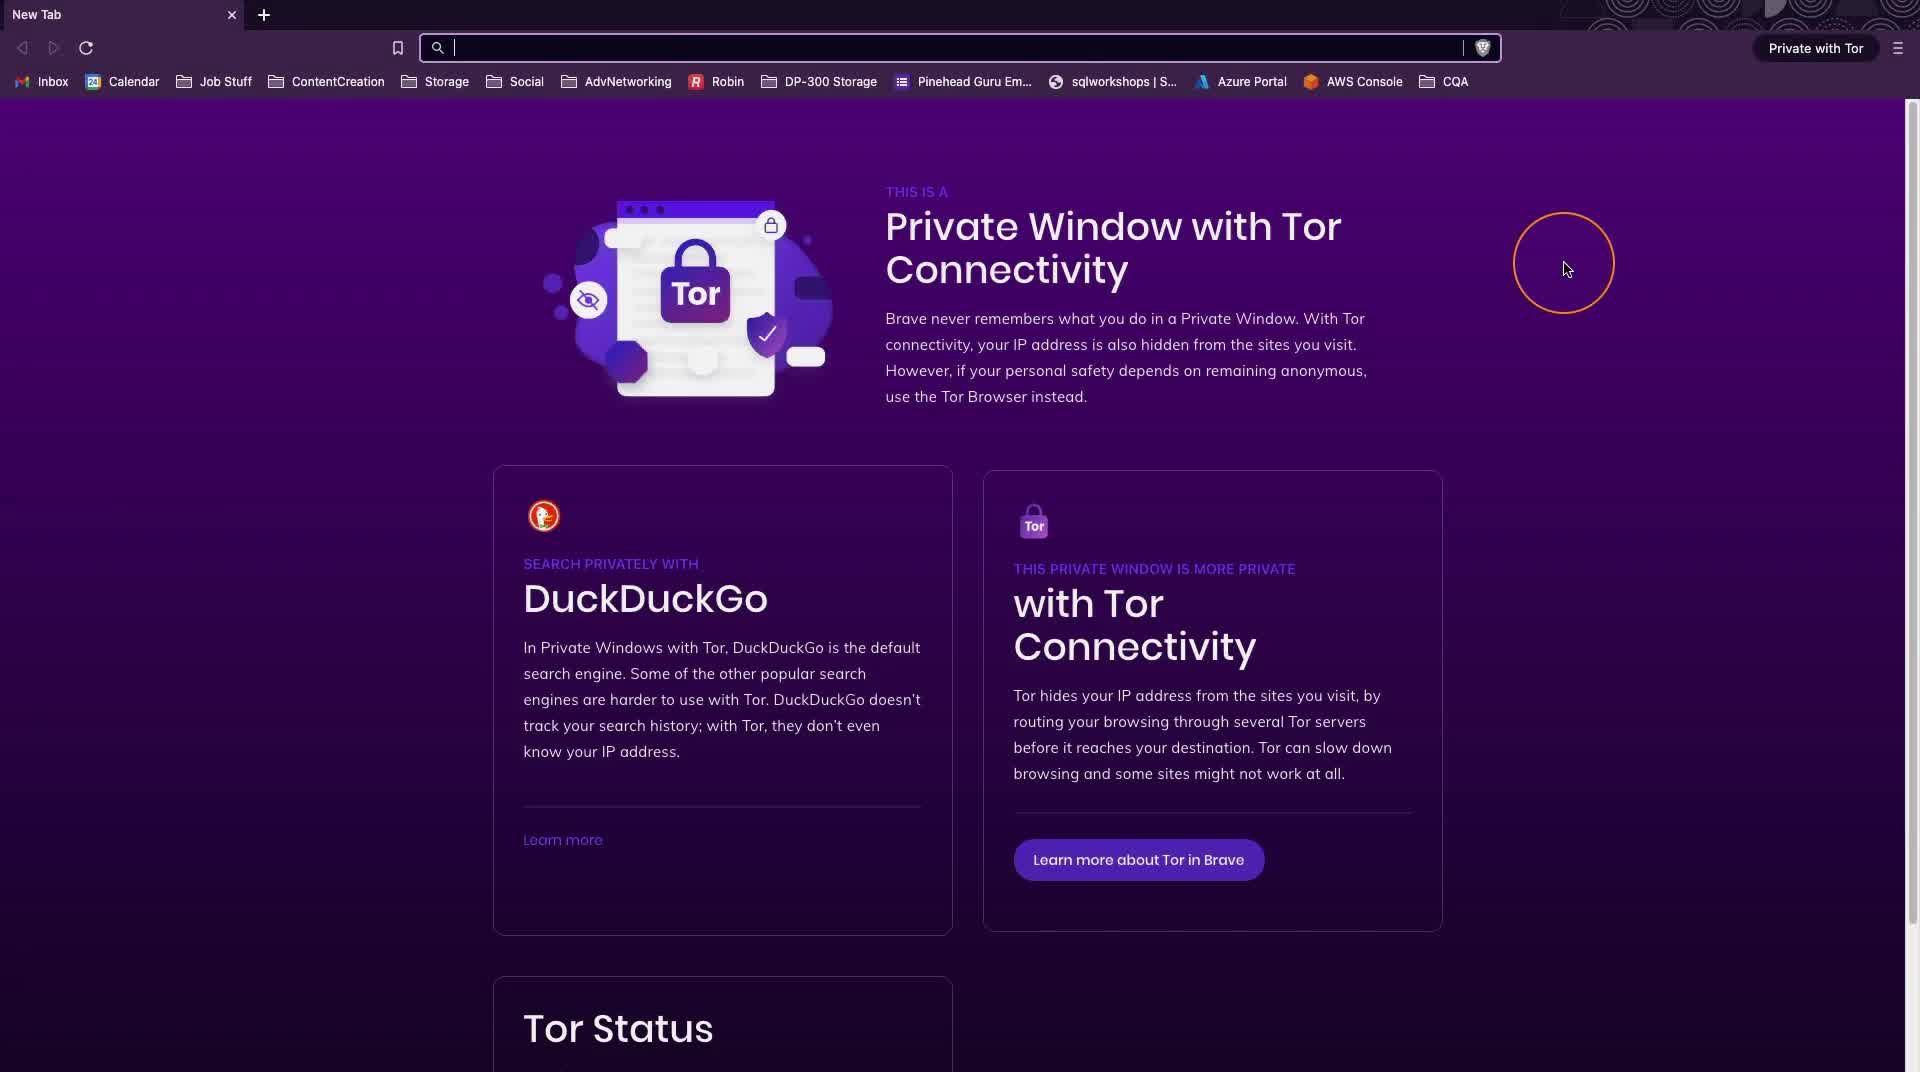 New Tab
Private with Tor
Inbox
24
Calendar
Job Stuff
ContentCreation
Storage
Social
AdvNetworking
R
Robin
DP-300 Storage
Pinehead Guru Em...
sqlworkshops | S...
Azure Portal
AWS Console
CQA
THIS IS A
Private Window with Tor
Connectivity
Tor
Brave never remembers what you do in a Private Window. With Tor
connectivity, your IP address is also hidden from the sites you visit.
However, if your personal safety depends on remaining anonymous,
use the Tor Browser instead.
SEARCH PRIVATELY WITH
DuckDuckGo
In Private Windows with Tor, DuckDuckGo is the default
search engine. Some of the other popular search
engines are harder to use with Tor. DuckDuckGo doesn't
track your search history; with Tor, they don't even
know your IP address.
Learn more
Tor
THIS PRIVATE WINDOW IS MORE PRIVATE
with Tor
Connectivity
Tor hides your IP address from the sites you visit, by
routing your browsing through several Tor servers
before it reaches your destination. Tor can slow down
browsing and some sites might not work at all.
Learn more about Tor in Brave
Tor Status